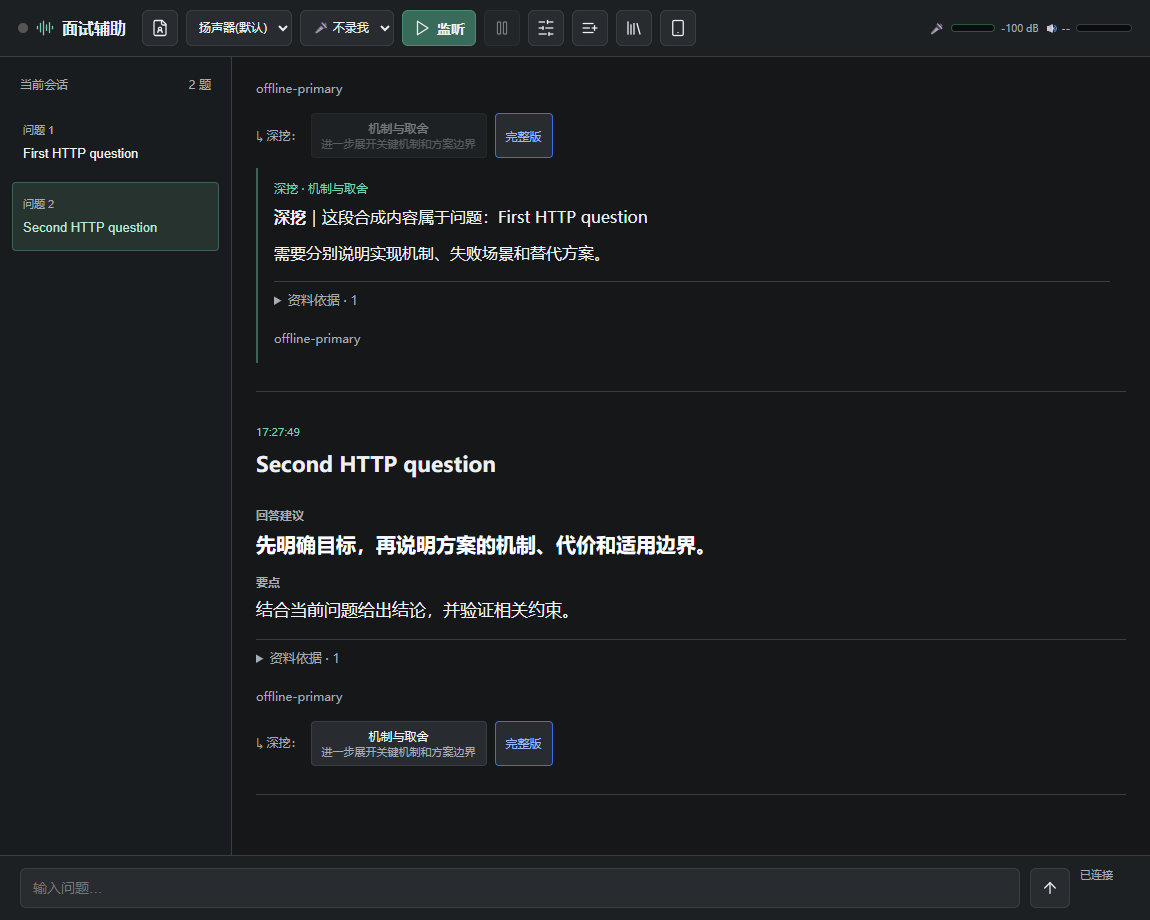 面试辅助
扬声器(默认)
不录我
监听
-100 dB
--
当前会话
2 题
问题 1
First HTTP question
问题 2
Second HTTP question
offline-primary
↳ 深挖:
机制与取舍
进一步展开关键机制和方案边界
完整版
深挖 · 机制与取舍
深挖 | 这段合成内容属于问题：First HTTP question
需要分别说明实现机制、失败场景和替代方案。
▶ 资料依据 · 1
offline-primary
17:27:49
Second HTTP question
回答建议
先明确目标，再说明方案的机制、代价和适用边界。
要点
结合当前问题给出结论，并验证相关约束。
▶ 资料依据 · 1
offline-primary
↳ 深挖:
机制与取舍
进一步展开关键机制和方案边界
完整版
输入问题...
已连接